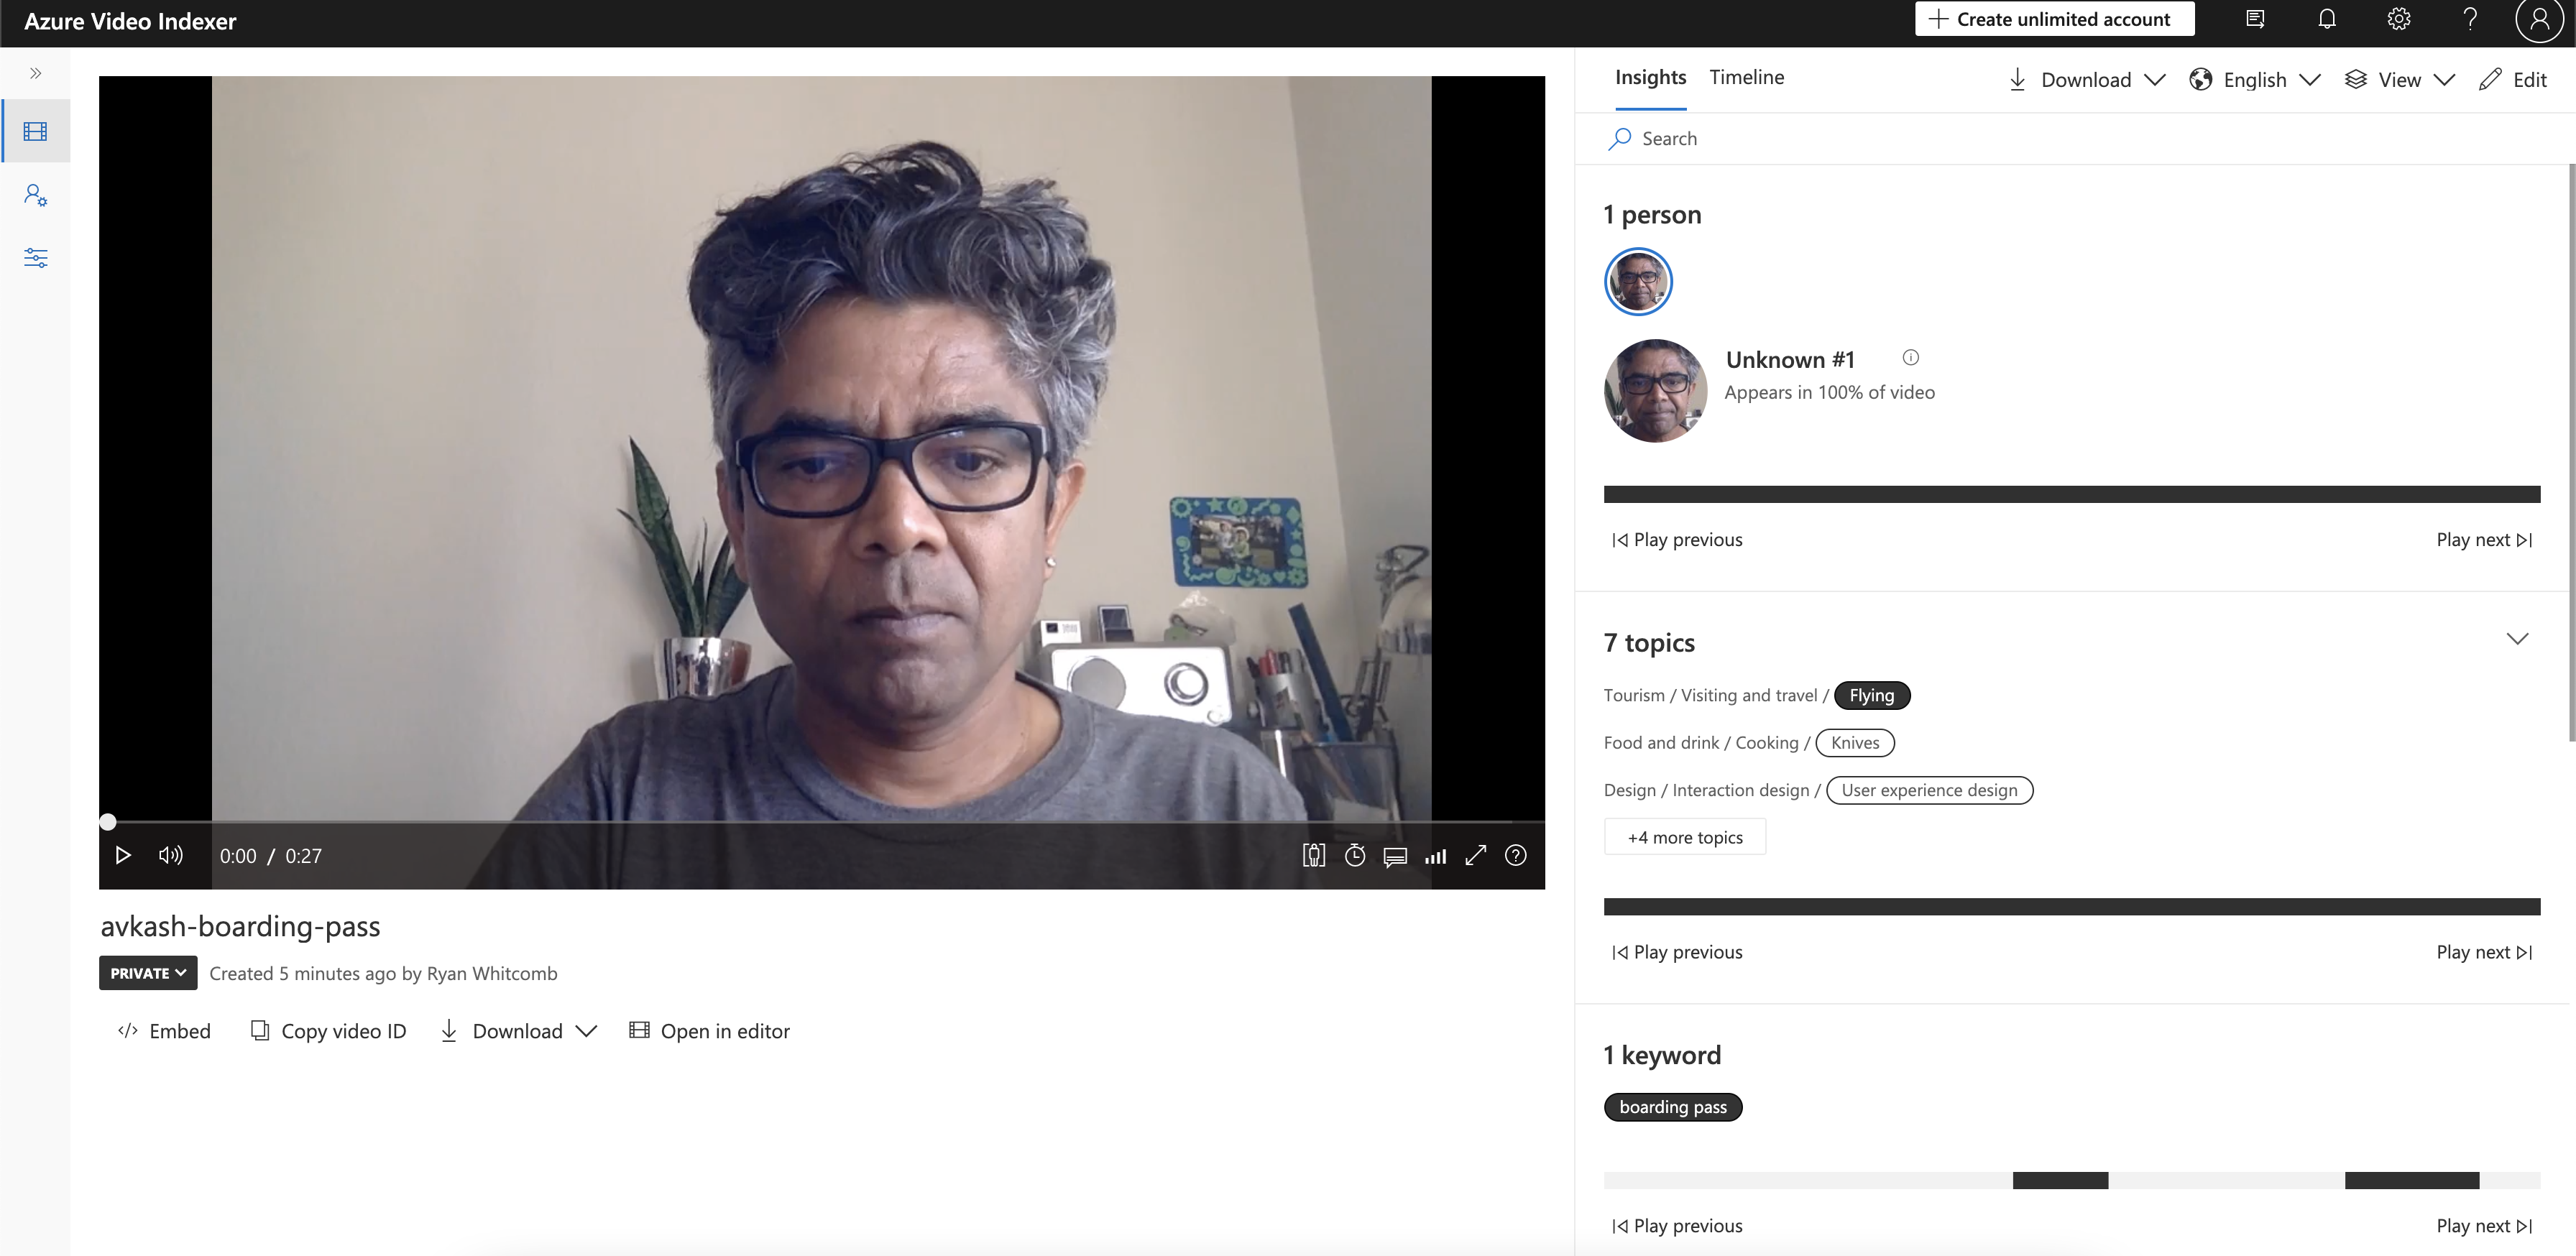 Azure Video Indexer
Create unlimited account
Insights
Timeline
Download
English
View
Edit
Search
1 person
Unknown #1
Appears in 100% of video
Play previous
Play next
7 topics
Tourism / Visiting and travel / Flying
Food and drink / Cooking / Knives
Design / Interaction design / User experience design
+4 more topics
Play previous
Play next
1 keyword
boarding pass
Play previous
Play next
0:00 / 0:27
avkash-boarding-pass
PRIVATE
Created 5 minutes ago by Ryan Whitcomb
Embed
Copy video ID
Download
Open in editor